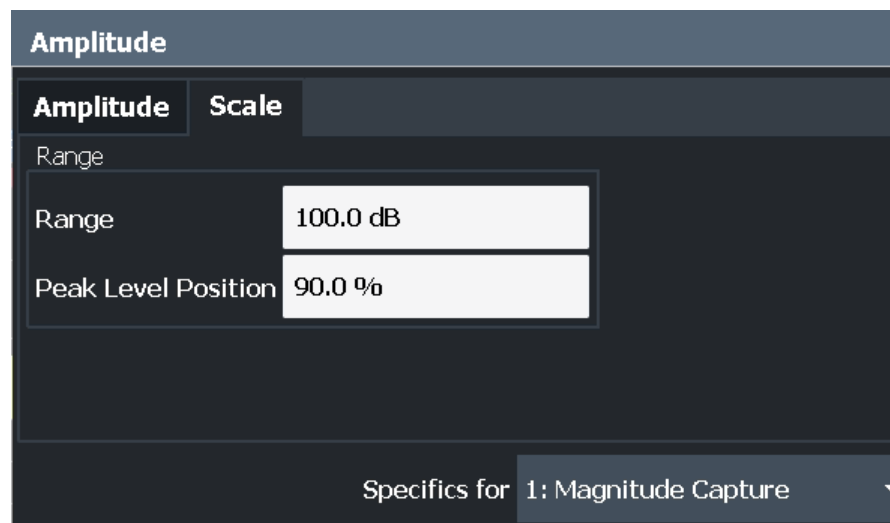 Amplitude
Amplitude Scale
Range
Range 100.0 dB
Peak Level Position 90.0 %
Specifics for 1: Magnitude Capture